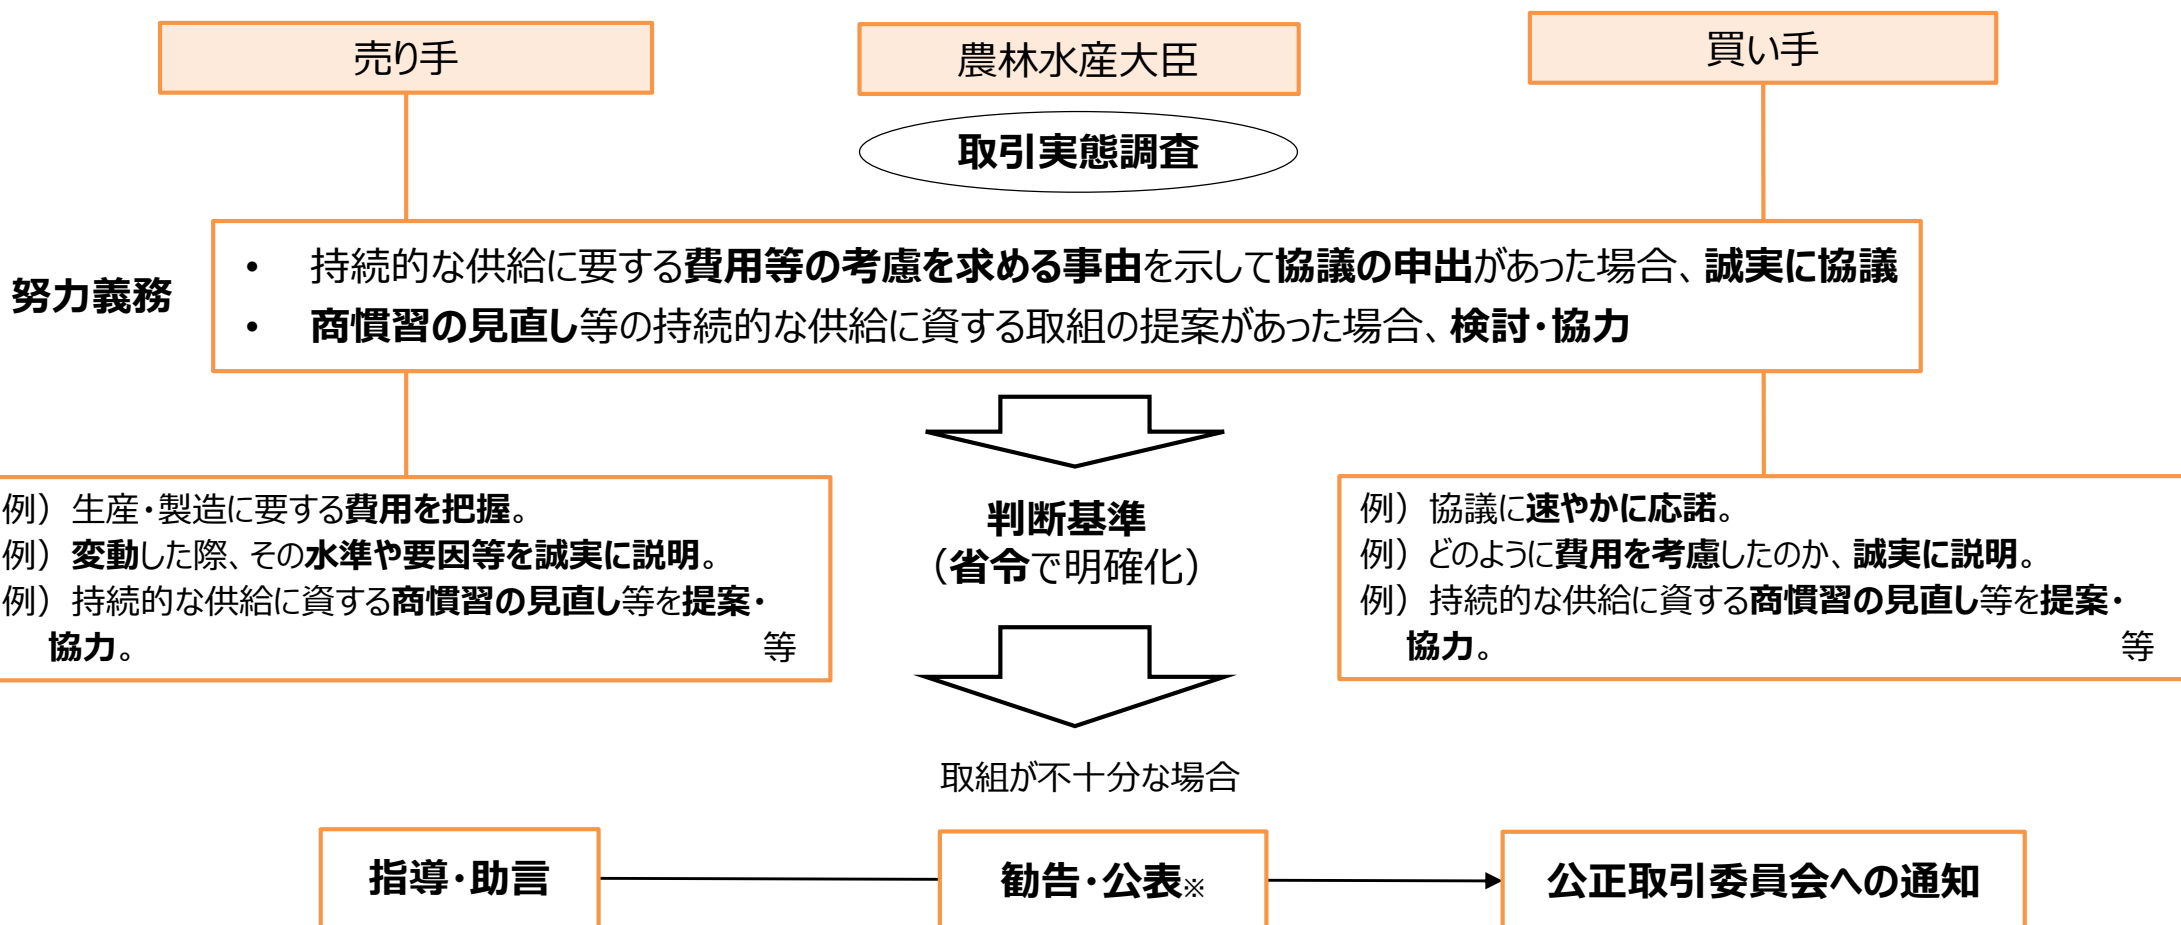 売り手
農林水産大臣
買い手
取引実態調査
努力義務
• 持続的な供給に要する費用等の考慮を求める事由を示して協議の申出があった場合、誠実に協議
• 商慣習の見直し等の持続的な供給に資する取組の提案があった場合、検討・協力
例）生産・製造に要する費用を把握。
例）変動した際、その水準や要因等を誠実に説明。
例）持続的な供給に資する商慣習の見直し等を提案・
協力。 等
判断基準
（省令で明確化）
例）協議に速やかに応諾。
例）どのように費用を考慮したのか、誠実に説明。
例）持続的な供給に資する商慣習の見直し等を提案・
協力。 等
取組が不十分な場合
指導・助言
勧告・公表※
公正取引委員会への通知